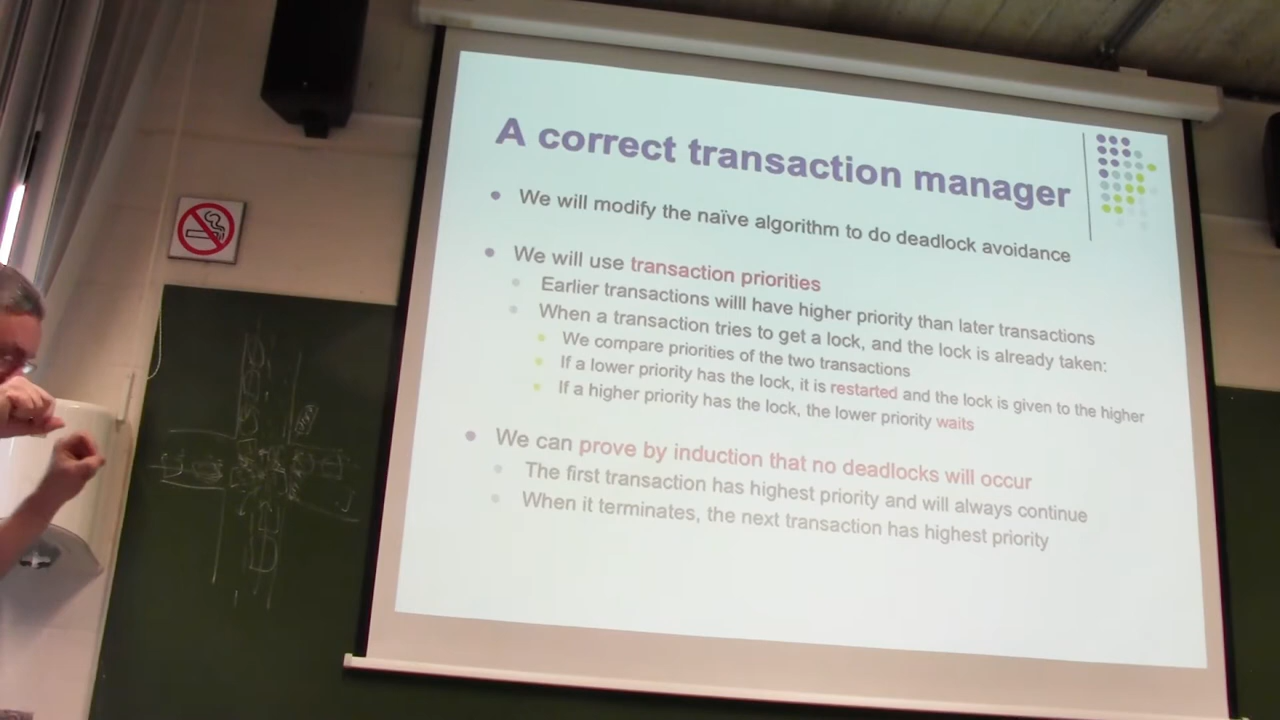 A correct transaction manager
We will modify the naïve algorithm to do deadlock avoidance
We will use transaction priorities
Earlier transactions willl have higher priority than later transactions
When a transaction tries to get a lock, and the lock is already taken:
We compare priorities of the two transactions
If a lower priority has the lock, it is restarted and the lock is given to the higher
If a higher priority has the lock, the lower priority waits
We can prove by induction that no deadlocks will occur
The first transaction has highest priority and will always continue
When it terminates, the next transaction has highest priority